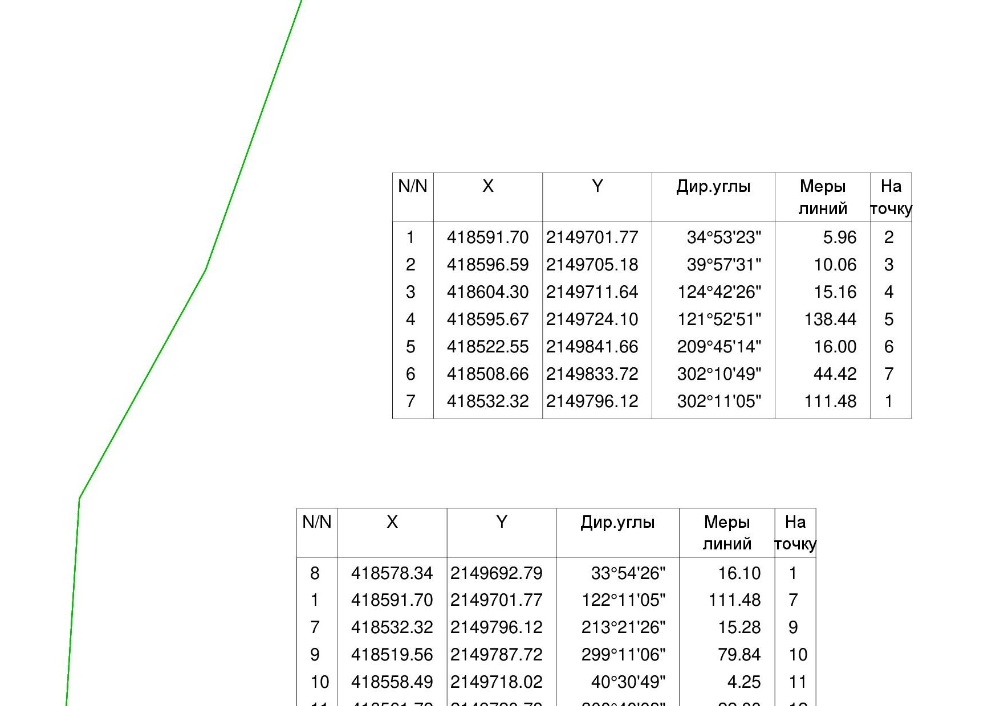 N/N X Y Дир.углы Меры На
линий точку
1 418591.70 2149701.77 34°53'23" 5.96 2
2 418596.59 2149705.18 39°57'31" 10.06 3
3 418604.30 2149711.64 124°42'26" 15.16 4
4 418595.67 2149724.10 121°52'51" 138.44 5
5 418522.55 2149841.66 209°45'14" 16.00 6
6 418508.66 2149833.72 302°10'49" 44.42 7
7 418532.32 2149796.12 302°11'05" 111.48 1
N/N X Y Дир.углы Меры На
линий точку
8 418578.34 2149692.79 33°54'26" 16.10 1
1 418591.70 2149701.77 122°11'05" 111.48 7
7 418532.32 2149796.12 213°21'26" 15.28 9
9 418519.56 2149787.72 299°11'06" 79.84 10
10 418558.49 2149718.02 40°30'49" 4.25 11